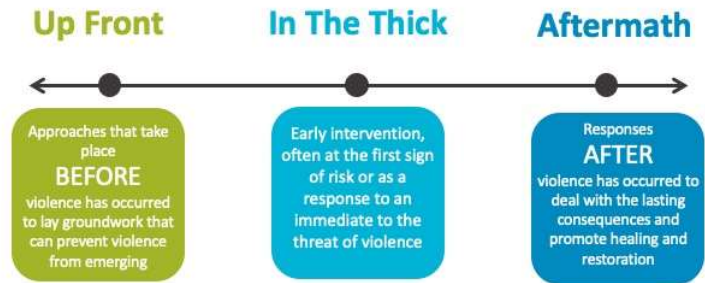 Up Front
In The Thick
Aftermath
Approaches that take
place
BEFORE
violence has occurred
to lay groundwork that
can prevent violence
from emerging
Early intervention,
often at the first sign
of risk or as a
response to an
immediate to the
threat of violence
Responses
AFTER
violence has occurred to
deal with the lasting
consequences and
promote healing and
restoration